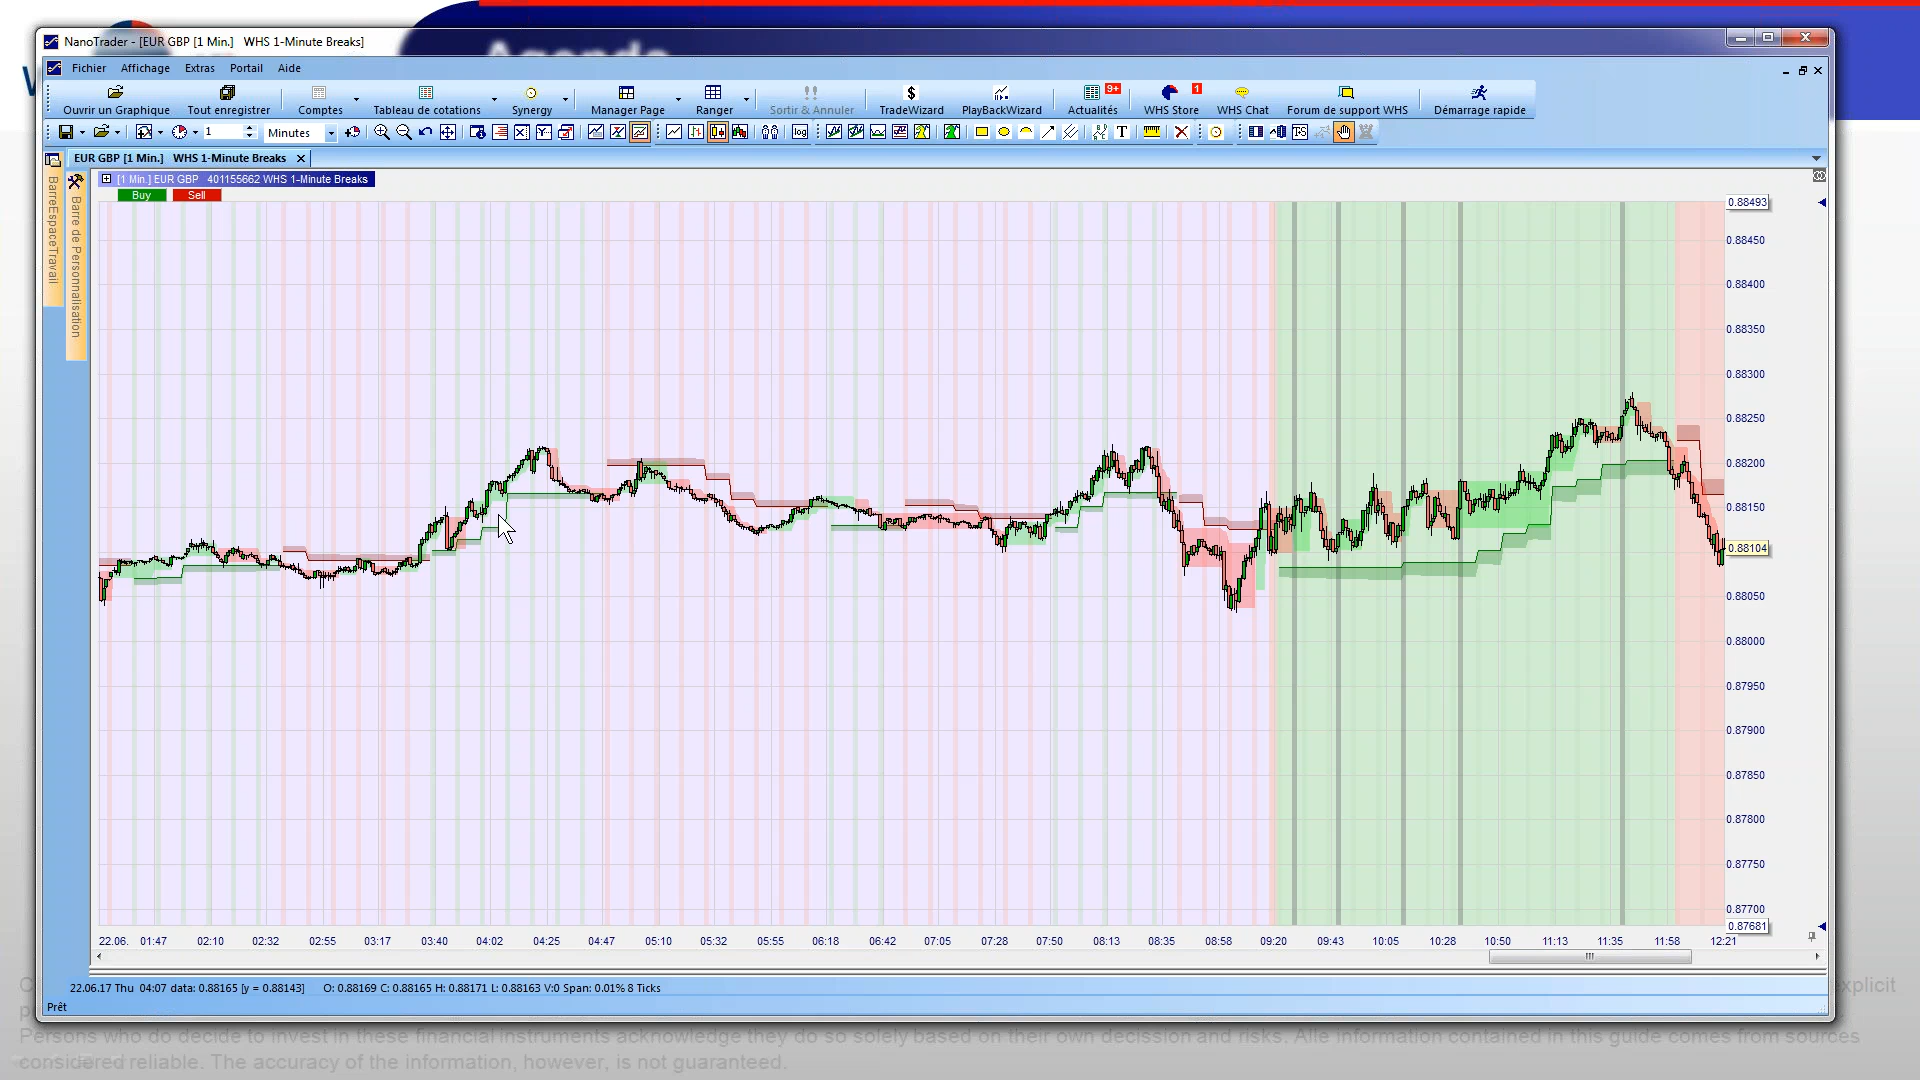 Agenda
NanoTrader - [EUR GBP [1 Min.]   WHS 1-Minute Breaks]
Fichier Affichage Extras Portail Aide
Ouvrir un Graphique Tout enregistrer Comptes Tableau de cotations Synergy Manager Page Ranger Sortir & Annuler TradeWizard PlayBackWizard 9+ Actualités 1 WHS Store WHS Chat Forum de support WHS Démarrage rapide
1 Minutes log T TS
EUR GBP [1 Min.]   WHS 1-Minute Breaks
BarreEspaceTravail
Barre de Personnalisation
[1 Min.] EUR GBP   401155662 WHS 1-Minute Breaks
Buy Sell
0.88493
0.88450
0.88400
0.88350
0.88300
0.88250
0.88200
0.88150
0.88104
0.88050
0.88000
0.87950
0.87900
0.87850
0.87800
0.87750
0.87700
0.87681
22.06. 01:47 02:10 02:32 02:55 03:17 03:40 04:02 04:25 04:47 05:10 05:32 05:55 06:18 06:42 07:05 07:28 07:50 08:13 08:35 08:58 09:20 09:43 10:05 10:28 10:50 11:13 11:35 11:58 12:21
22.06.17 Thu  04:07 data: 0.88165 [y = 0.88143]   O: 0.88169 C: 0.88165 H: 0.88171 L: 0.88163 V:0 Span: 0.01% 8 Ticks
Prêt
explicit
Persons who do decide to invest in these financial instruments acknowledge they do so solely based on their own decission and risks. Alle information contained in this guide comes from sources
considered reliable. The accuracy of the information, however, is not guaranteed.